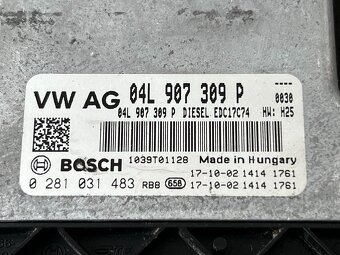 VW AG 04L 907 309 P
04L 907 309 P DIESEL EDC17C74
0030
HW: H25
BOSCH
1039T01128 Made in Hungary
0 281 031 483 RBB 658
17-10-02 1414 1761
17-10-02 1414 1761